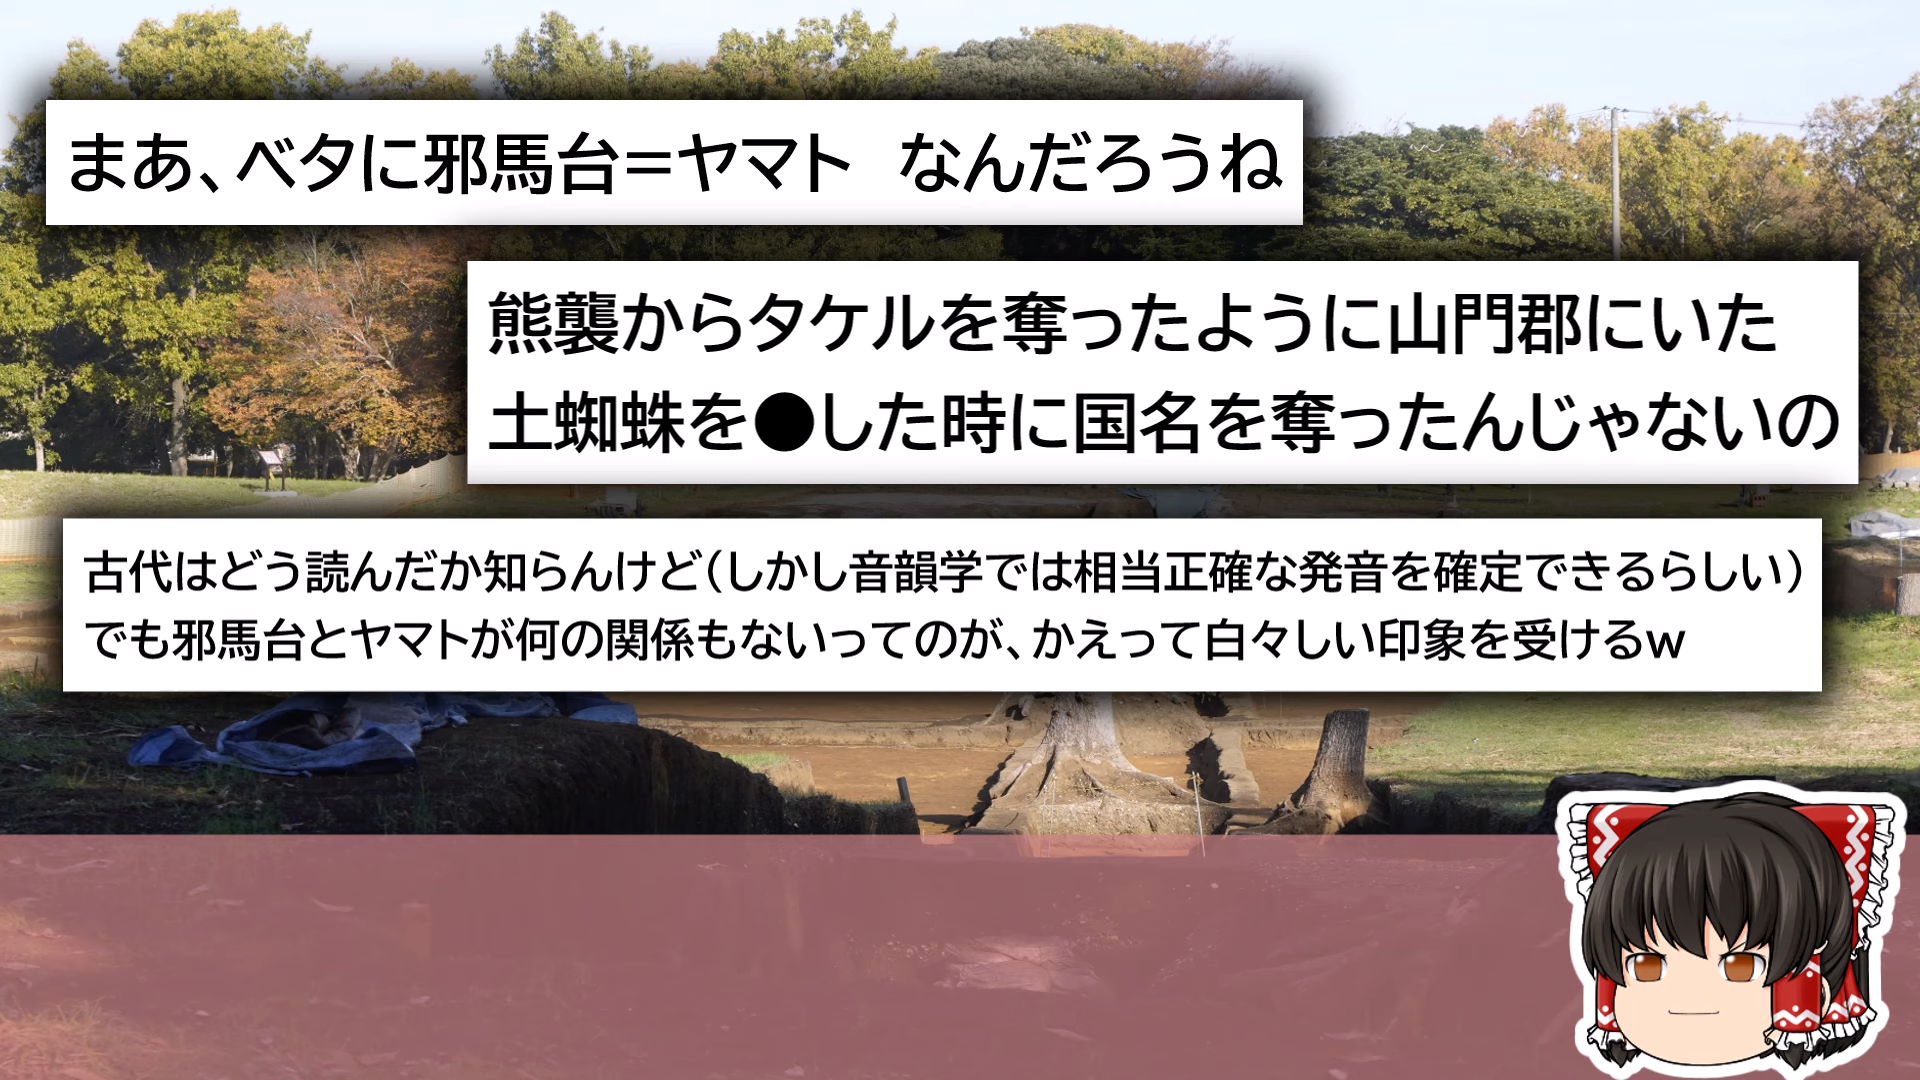 まあ、ベタに邪馬台=ヤマト　なんだろうね
熊襲からタケルを奪ったように山門郡にいた
土蜘蛛を●した時に国名を奪ったんじゃないの
古代はどう読んだか知らんけど(しかし音韻学では相当正確な発音を確定できるらしい)
でも邪馬台とヤマトが何の関係もないってのが、かえって白々しい印象を受けるw